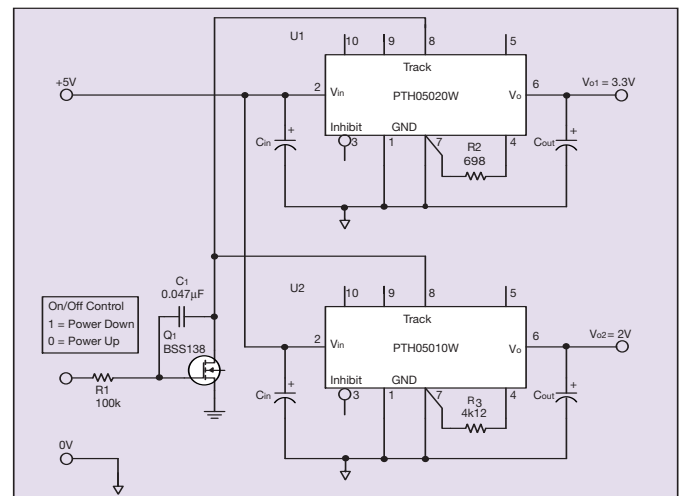 U1
10
9
8
5
Track
+5V
2
Vin
PTH05020W
Vo
6
Vo1 = 3.3V
Inhibit
GND
Cin
+
3
1
7
R2
698
4
Cout
+
C1
0.047µF
U2
10
9
8
5
Track
On/Off Control
1 = Power Down
0 = Power Up
Q1
BSS138
2
Vin
PTH05010W
Vo
6
Vo2= 2V
Inhibit
GND
R1
100k
Cin
+
3
1
7
R3
4k12
4
Cout
+
0V